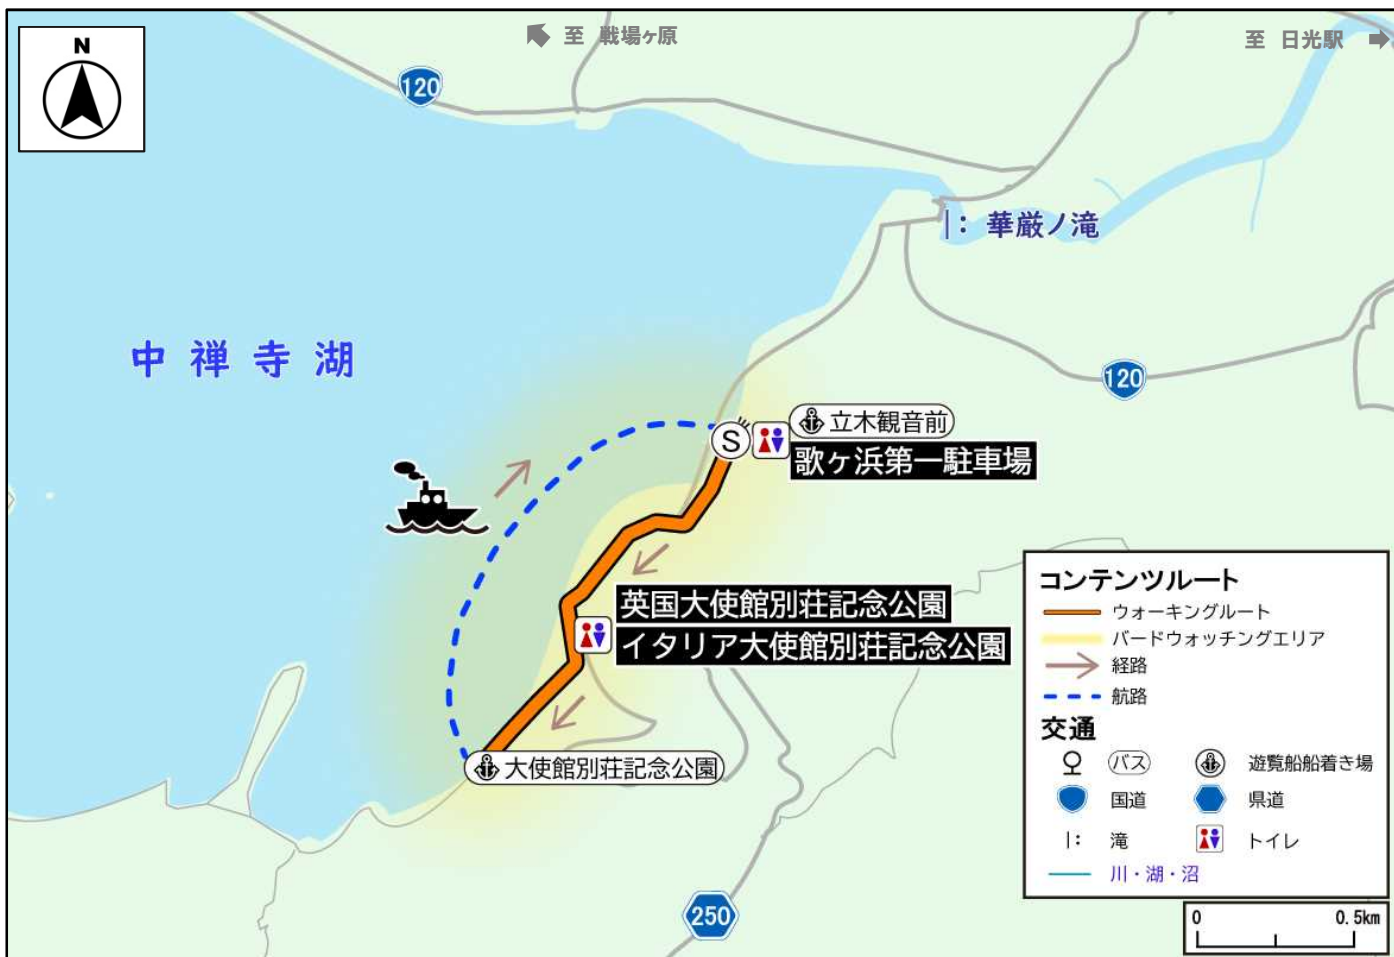 N
至 戦場ヶ原
至 日光駅
120
華厳ノ滝
中禅寺湖
120
立木観音前
S
歌ヶ浜第一駐車場
英国大使館別荘記念公園
イタリア大使館別荘記念公園
大使館別荘記念公園
250
コンテンツルート
ウォーキングルート
バードウォッチングエリア
経路
航路
交通
バス
遊覧船船着き場
国道
県道
滝
トイレ
川・湖・沼
0 0.5km